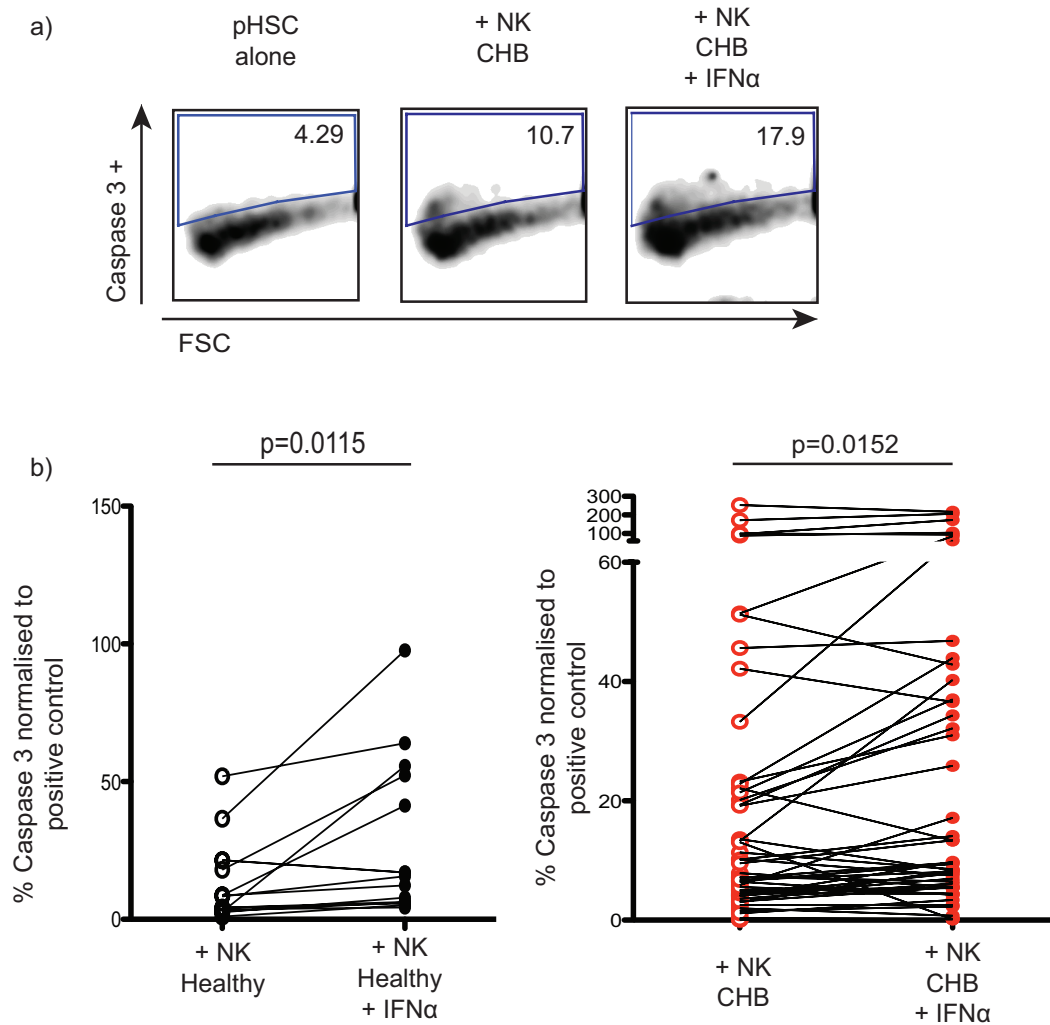 a)
pHSC
alone
+ NK
CHB
+ NK
CHB
+ IFNα
Caspase 3 +
4.29
10.7
17.9
FSC
b)
p=0.0115
% Caspase 3 normalised to
positive control
150
100
50
0
+ NK
Healthy
+ NK
Healthy
+ IFNα
p=0.0152
% Caspase 3 normalised to
positive control
300
200
100
60
40
20
0
+ NK
CHB
+ NK
CHB
+ IFNα